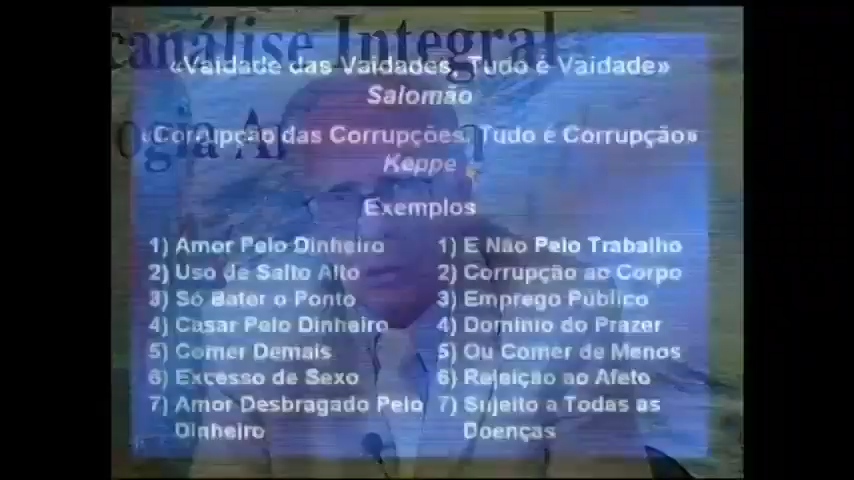 canálise Integral
«Vaidade das Vaidades, Tudo é Vaidade»
Salomão
«Corrupção das Corrupções, Tudo é Corrupção»
ogia
Keppe
Exemplos
1) Amor Pelo Dinheiro
2) Uso de Salto Alto
3) Só Bater o Ponto
4) Casar Pelo Dinheiro
5) Comer Demais
6) Excesso de Sexo
7) Amor Desbragado Pelo
Dinheiro
1) E Não Pelo Trabalho
2) Corrupção ao Corpo
3) Emprego Público
4) Domínio do Prazer
5) Ou Comer de Menos
6) Rejeição ao Afeto
7) Sujeito a Todas as
Doenças